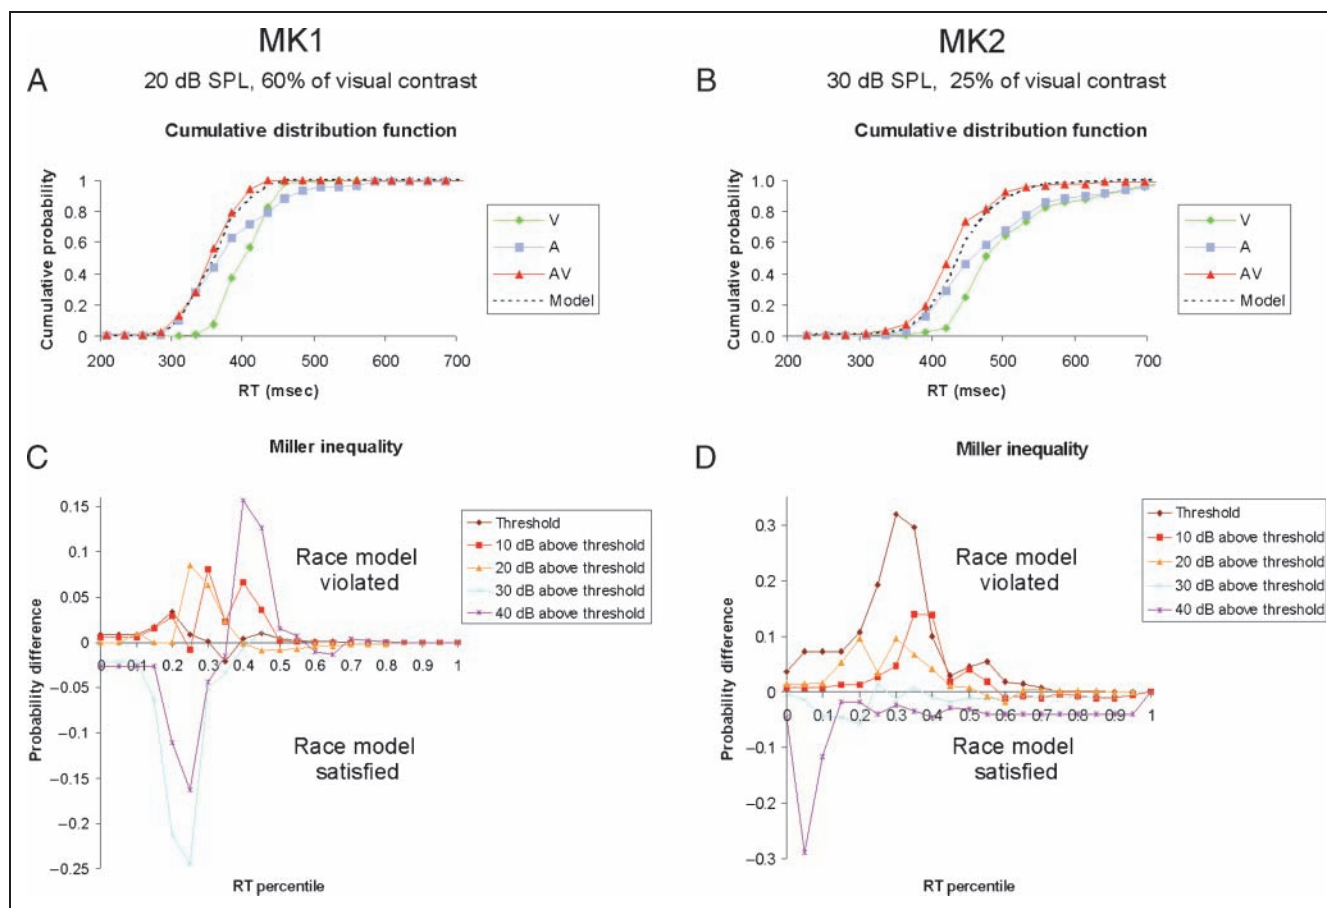 MK1
20 dB SPL, 60% of visual contrast
A
Cumulative distribution function
Cumulative probability
1
0.8
0.6
0.4
0.2
0
200
300
400
500
600
700
RT (msec)
V
A
AV
Model
MK2
30 dB SPL, 25% of visual contrast
B
Cumulative distribution function
Cumulative probability
1.0
0.8
0.6
0.4
0.2
0.0
200
300
400
500
600
700
RT (msec)
V
A
AV
Model
C
Miller inequality
Probability difference
0.15
0.1
0.05
0
−0.05
−0.1
−0.15
−0.2
−0.25
0
0.1
0.2
0.3
0.4
0.5
0.6
0.7
0.8
0.9
1
RT percentile
Race model
violated
Race model
satisfied
Threshold
10 dB above threshold
20 dB above threshold
30 dB above threshold
40 dB above threshold
D
Miller inequality
Probability difference
0.3
0.2
0.1
0
−0.1
−0.2
−0.3
0
0.1
0.2
0.3
0.4
0.5
0.6
0.7
0.8
0.9
1
RT percentile
Race model
violated
Race model
satisfied
Threshold
10 dB above threshold
20 dB above threshold
30 dB above threshold
40 dB above threshold